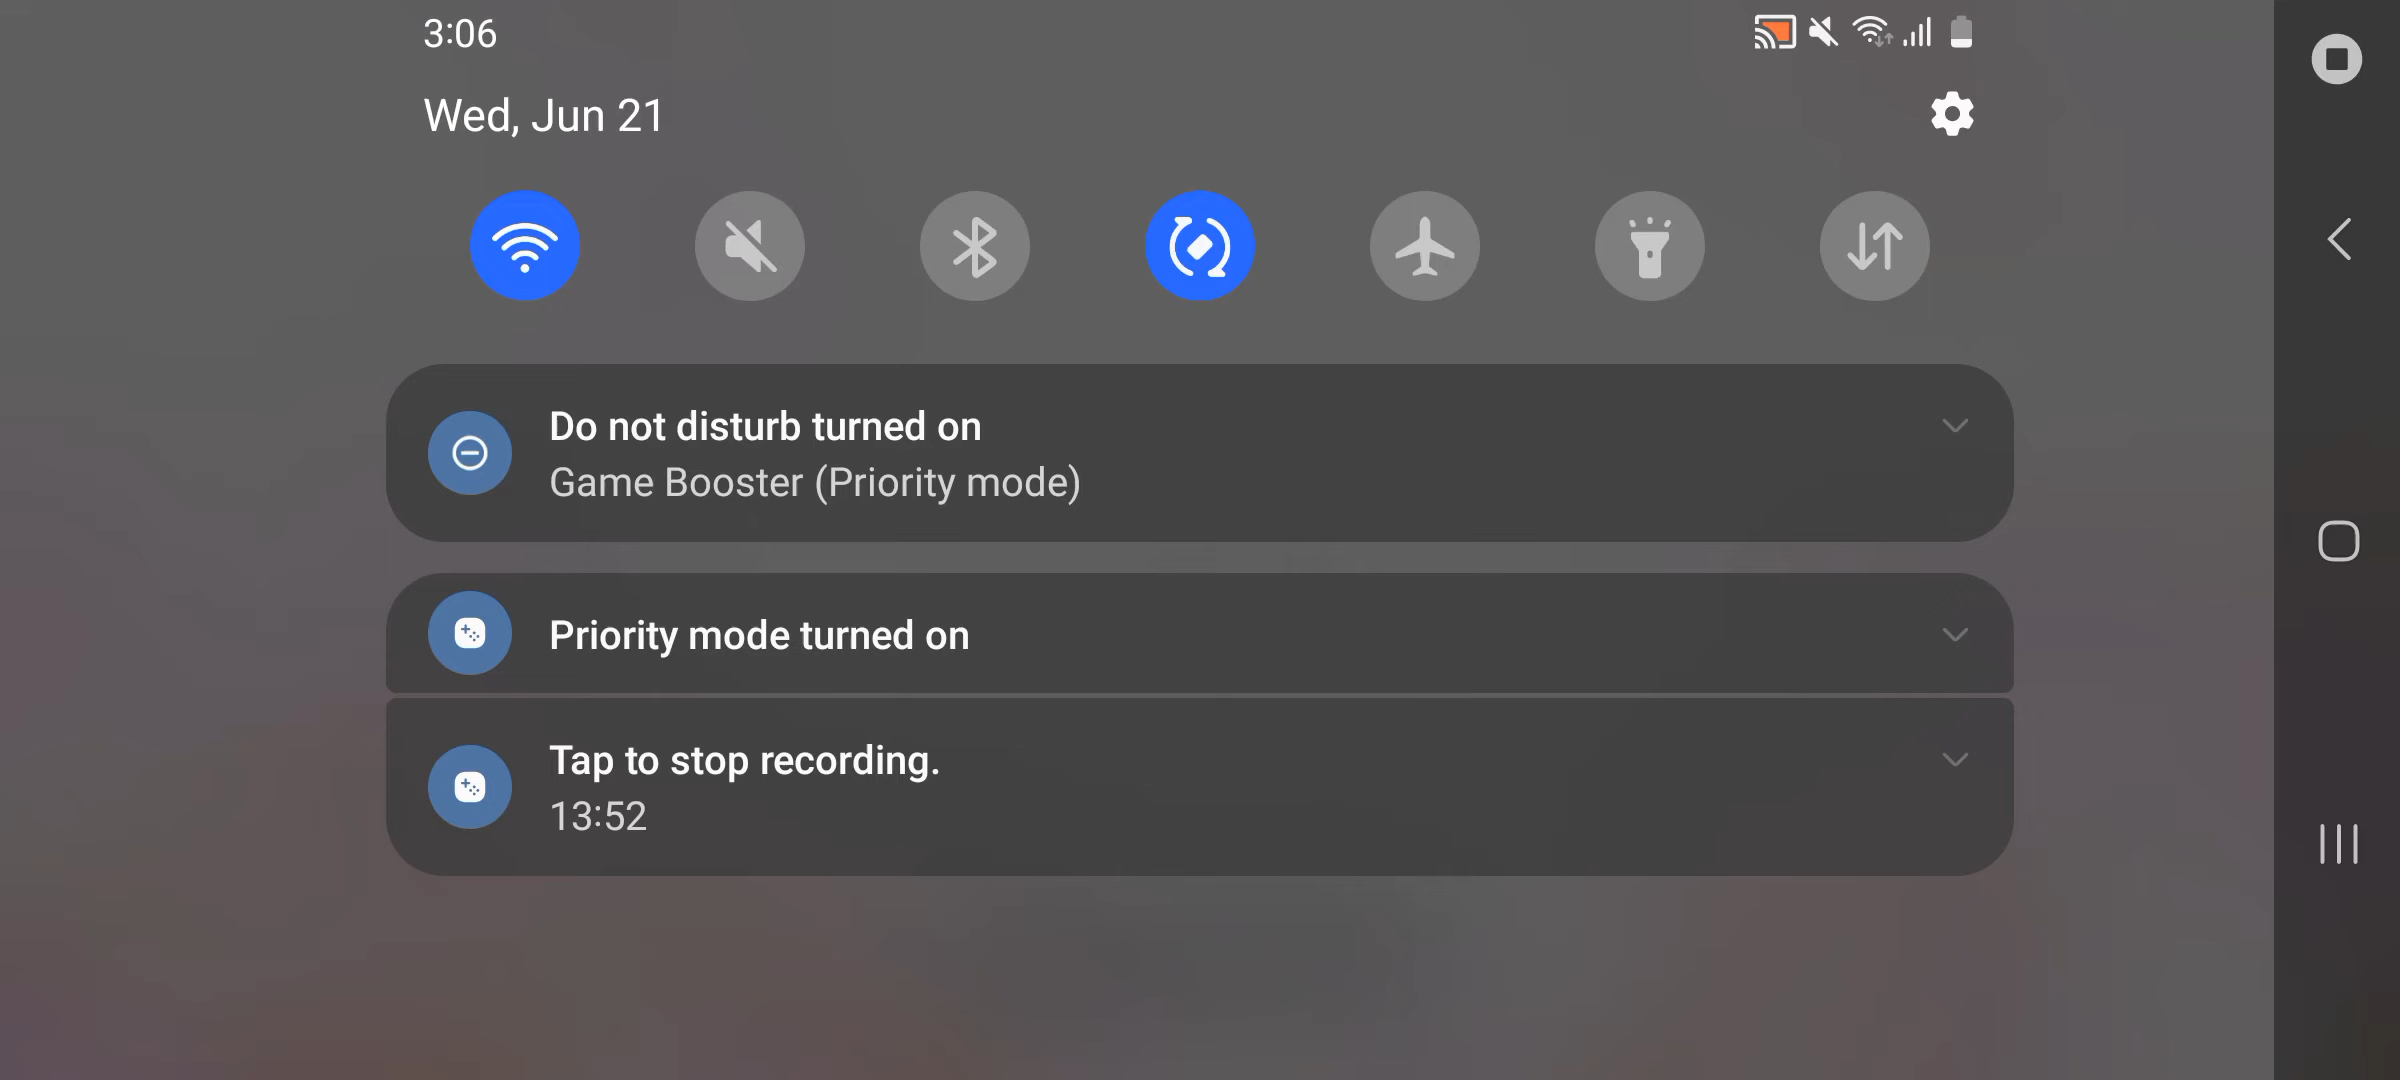 3:06
Wed, Jun 21
Do not disturb turned on
Game Booster (Priority mode)
Priority mode turned on
Tap to stop recording.
13:52